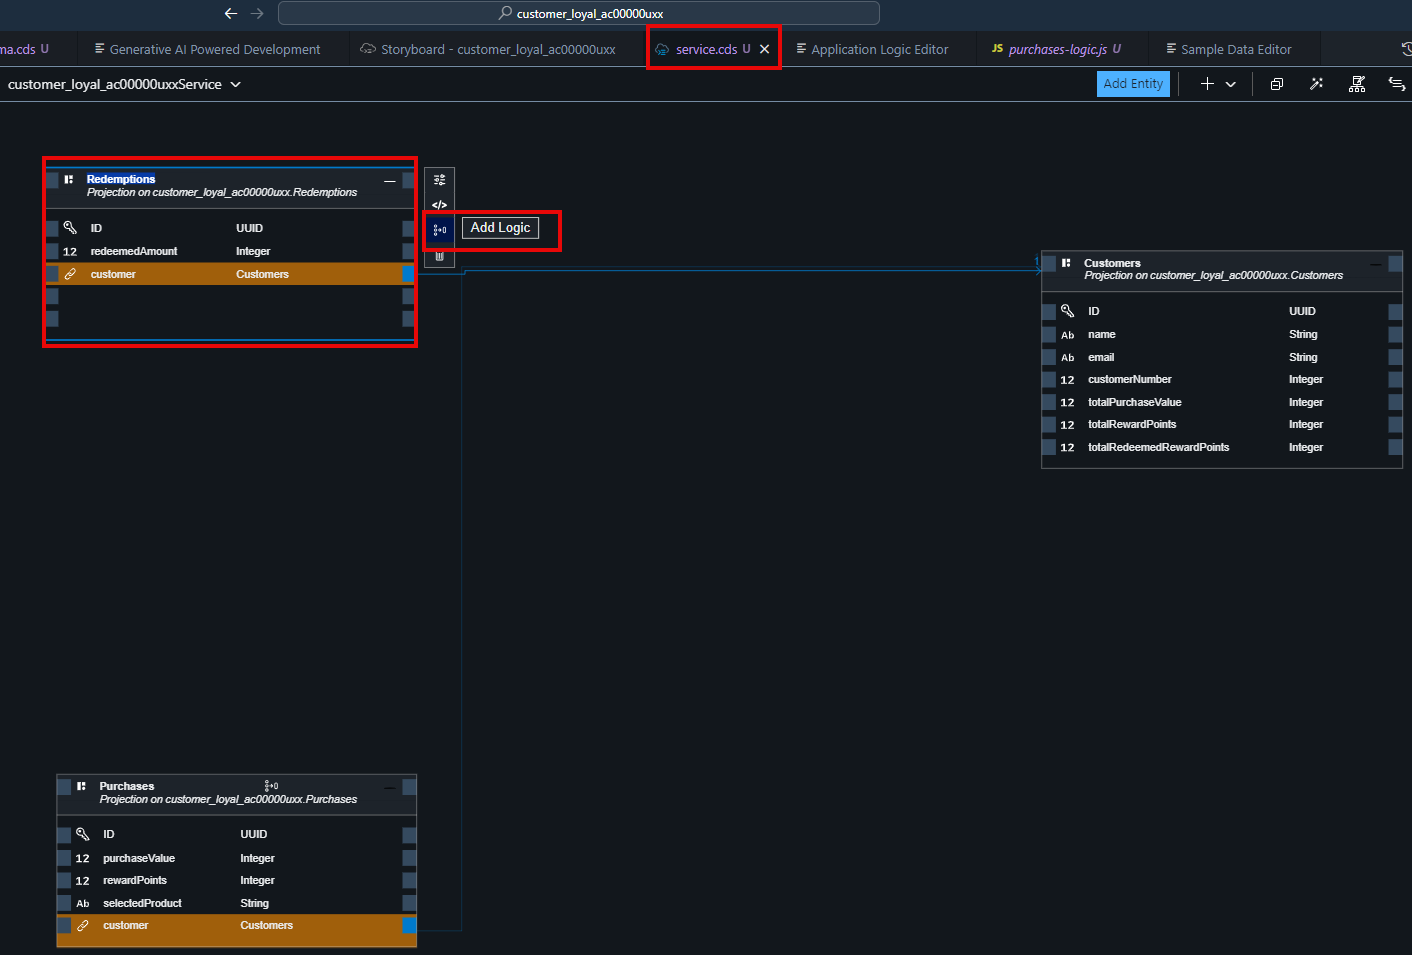 customer_loyal_ac00000uxx
ma.cds U
Generative AI Powered Development
Storyboard - customer_loyal_ac00000uxx
service.cds U
Application Logic Editor
JS purchases-logic.js U
Sample Data Editor
customer_loyal_ac00000uxxService
Add Entity
Redemptions
Projection on customer_loyal_ac00000uxx.Redemptions
ID UUID
12 redeemedAmount Integer
customer Customers
</>
Add Logic
1
Customers
Projection on customer_loyal_ac00000uxx.Customers
ID UUID
Ab name String
Ab email String
12 customerNumber Integer
12 totalPurchaseValue Integer
12 totalRewardPoints Integer
12 totalRedeemedRewardPoints Integer
Purchases
Projection on customer_loyal_ac00000uxx.Purchases
ID UUID
12 purchaseValue Integer
12 rewardPoints Integer
Ab selectedProduct String
customer Customers